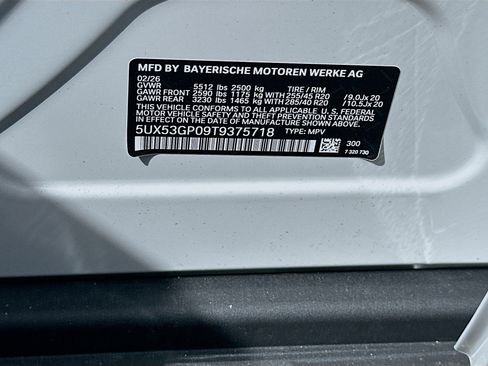 MFD BY BAYERISCHE MOTOREN WERKE AG
02/26
GVWR 5512 lbs 2500 kg TIRE / RIM
GAWR FRONT 2590 lbs 1175 kg WITH 255/45 R20 /9.0Jx 20
GAWR REAR 3230 lbs 1465 kg WITH 285/40 R20 /10.5Jx 20
THIS VEHICLE CONFORMS TO ALL APPLICABLE U.S. FEDERAL
MOTOR VEHICLE SAFETY AND THEFT PREVENTION STANDARDS
IN EFFECT ON THE DATE OF MANUFACTURE SHOWN ABOVE.
5UX53GP09T9375718 TYPE: MPV
300
7 320 730